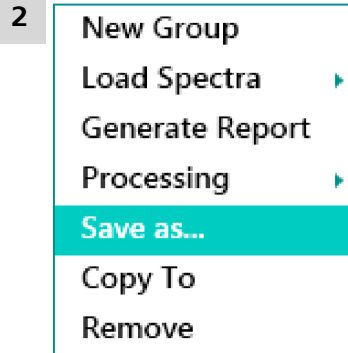 2
New Group
Load Spectra
Generate Report
Processing
Save as...
Copy To
Remove